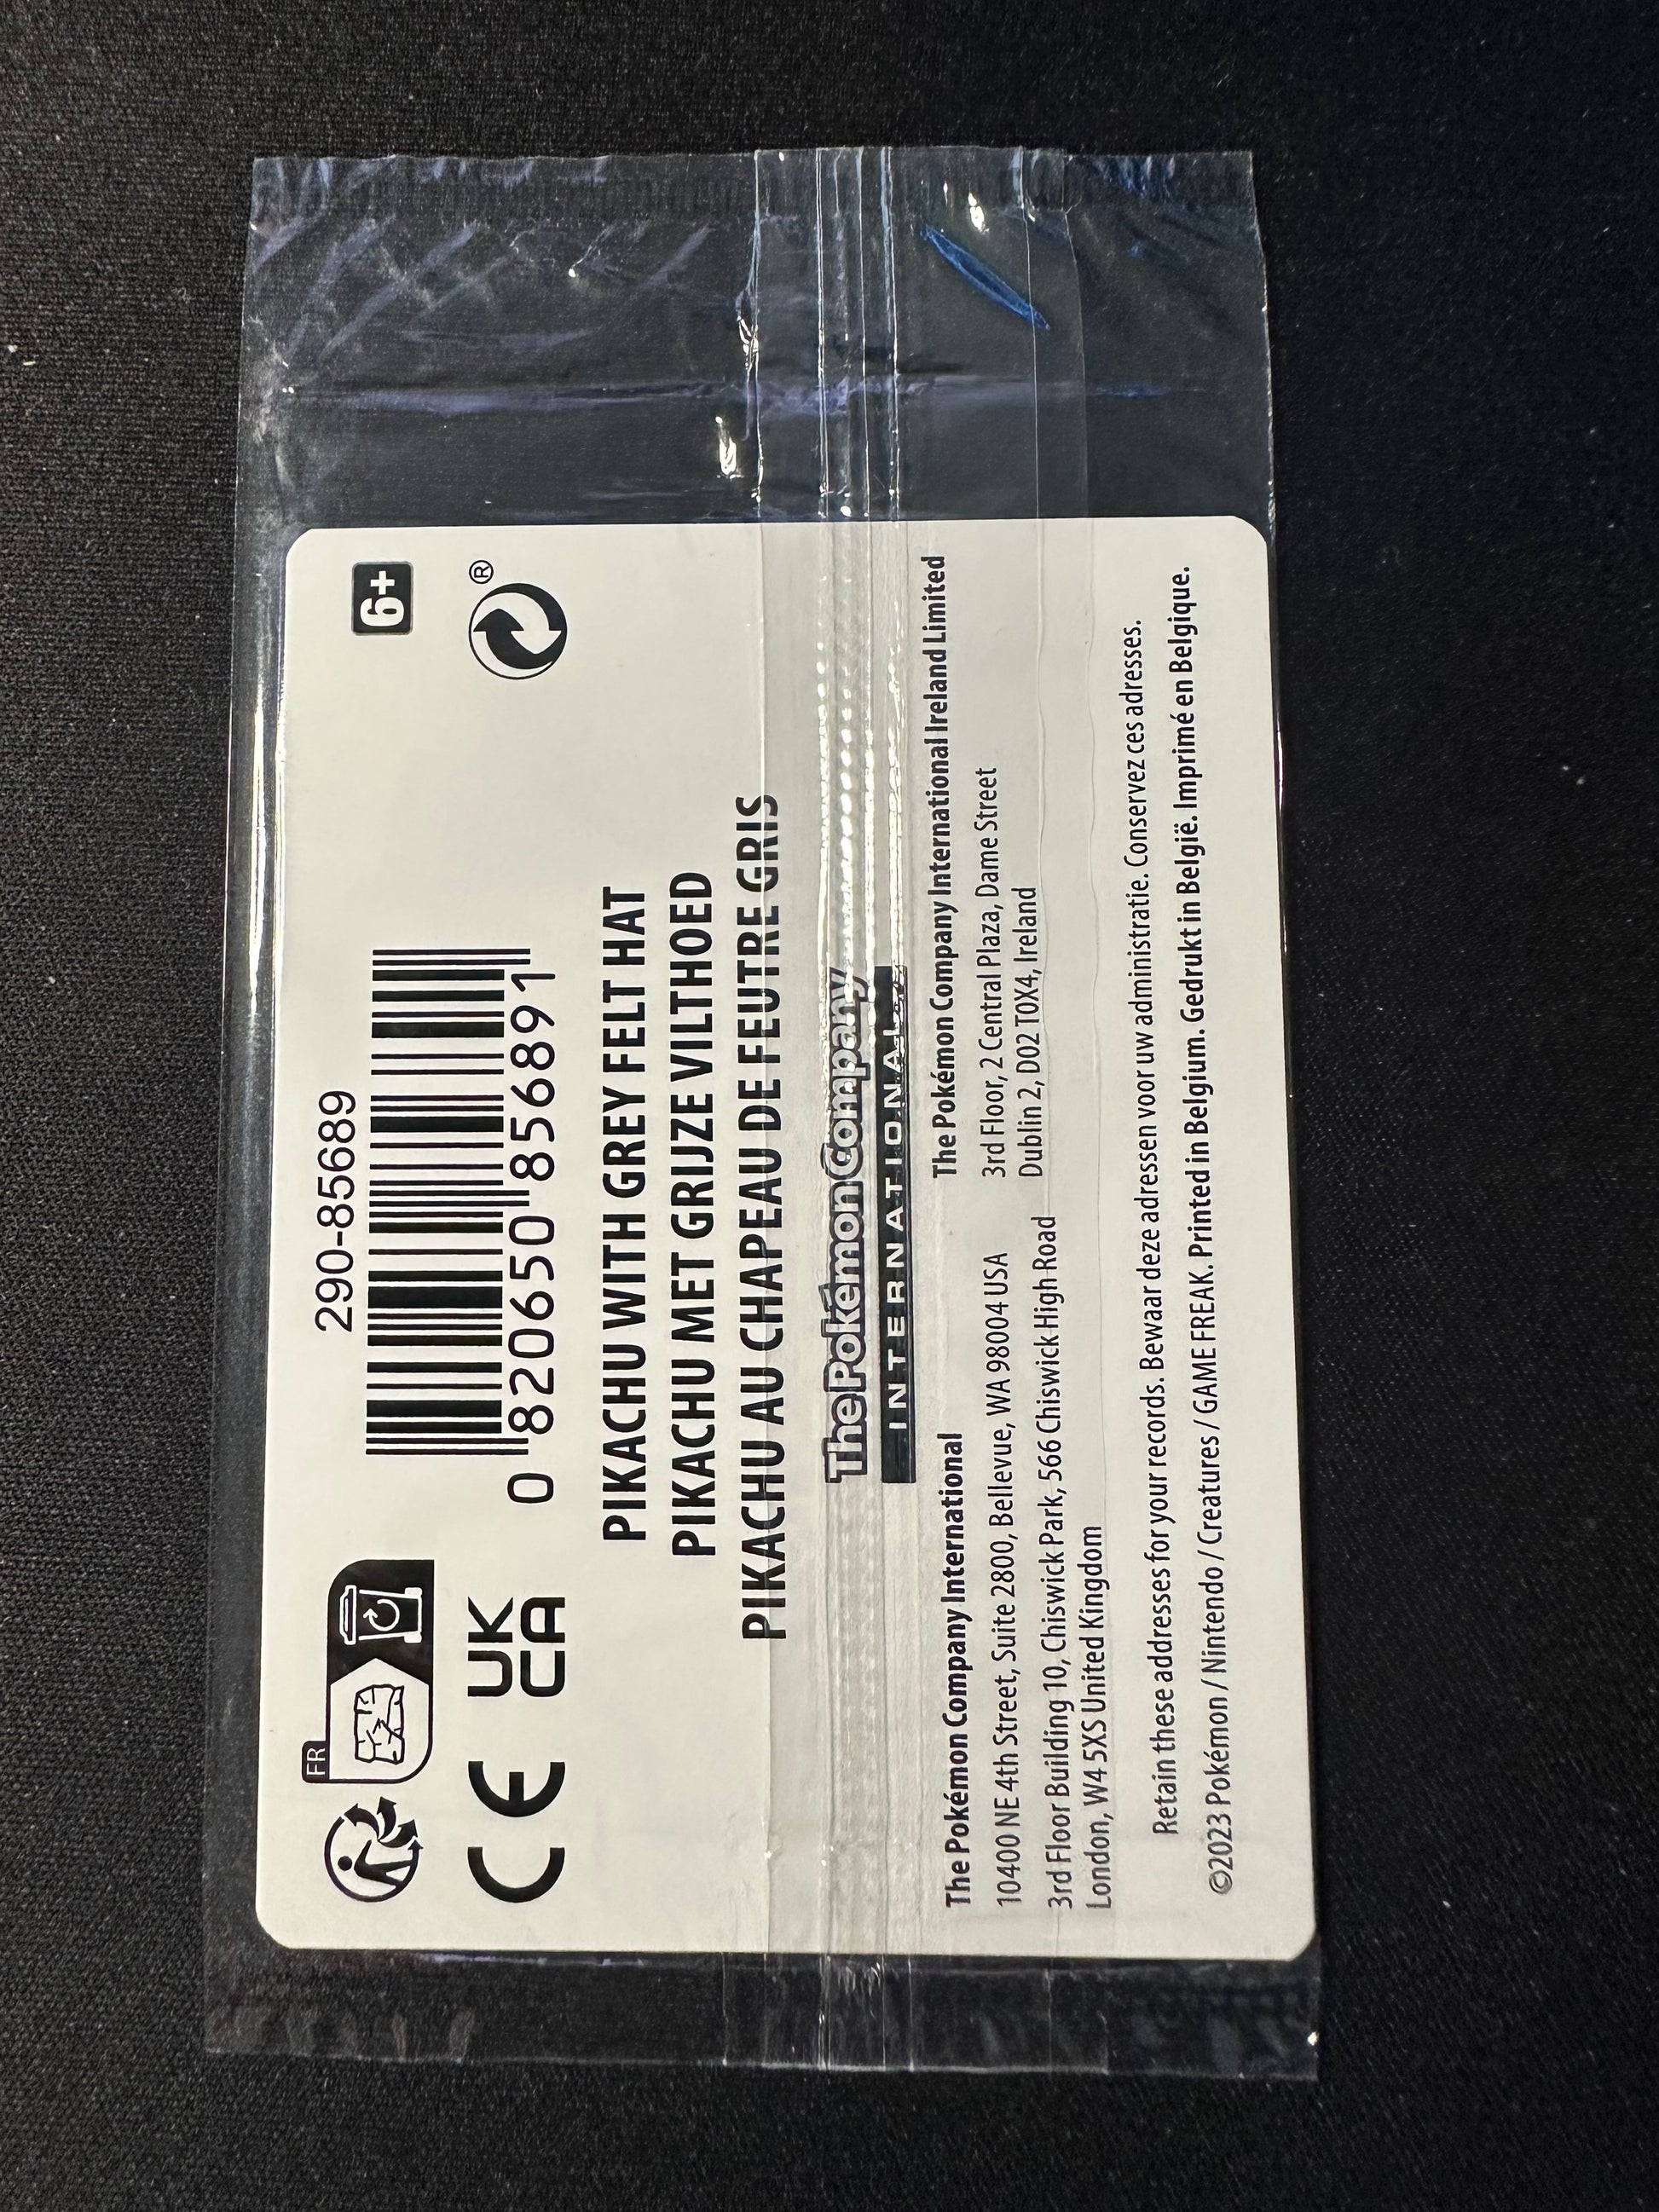 FR
290-85689
6+
0 820650 856891
CE
UK
CA
®
PIKACHU WITH GREY FELT HAT
PIKACHU MET GRIJZE VILTHOED
PIKACHU AU CHAPEAU DE FEUTRE GRIS
The Pokémon Company
INTERNATIONAL
The Pokémon Company International
10400 NE 4th Street, Suite 2800, Bellevue, WA 98004 USA
3rd Floor Building 10, Chiswick Park, 566 Chiswick High Road
London, W4 5XS United Kingdom
The Pokémon Company International Ireland Limited
3rd Floor, 2 Central Plaza, Dame Street
Dublin 2, D02 T0X4, Ireland
Retain these addresses for your records. Bewaar deze adressen voor uw administratie. Conservez ces adresses.
©2023 Pokémon / Nintendo / Creatures / GAME FREAK. Printed in Belgium. Gedrukt in België. Imprimé en Belgique.